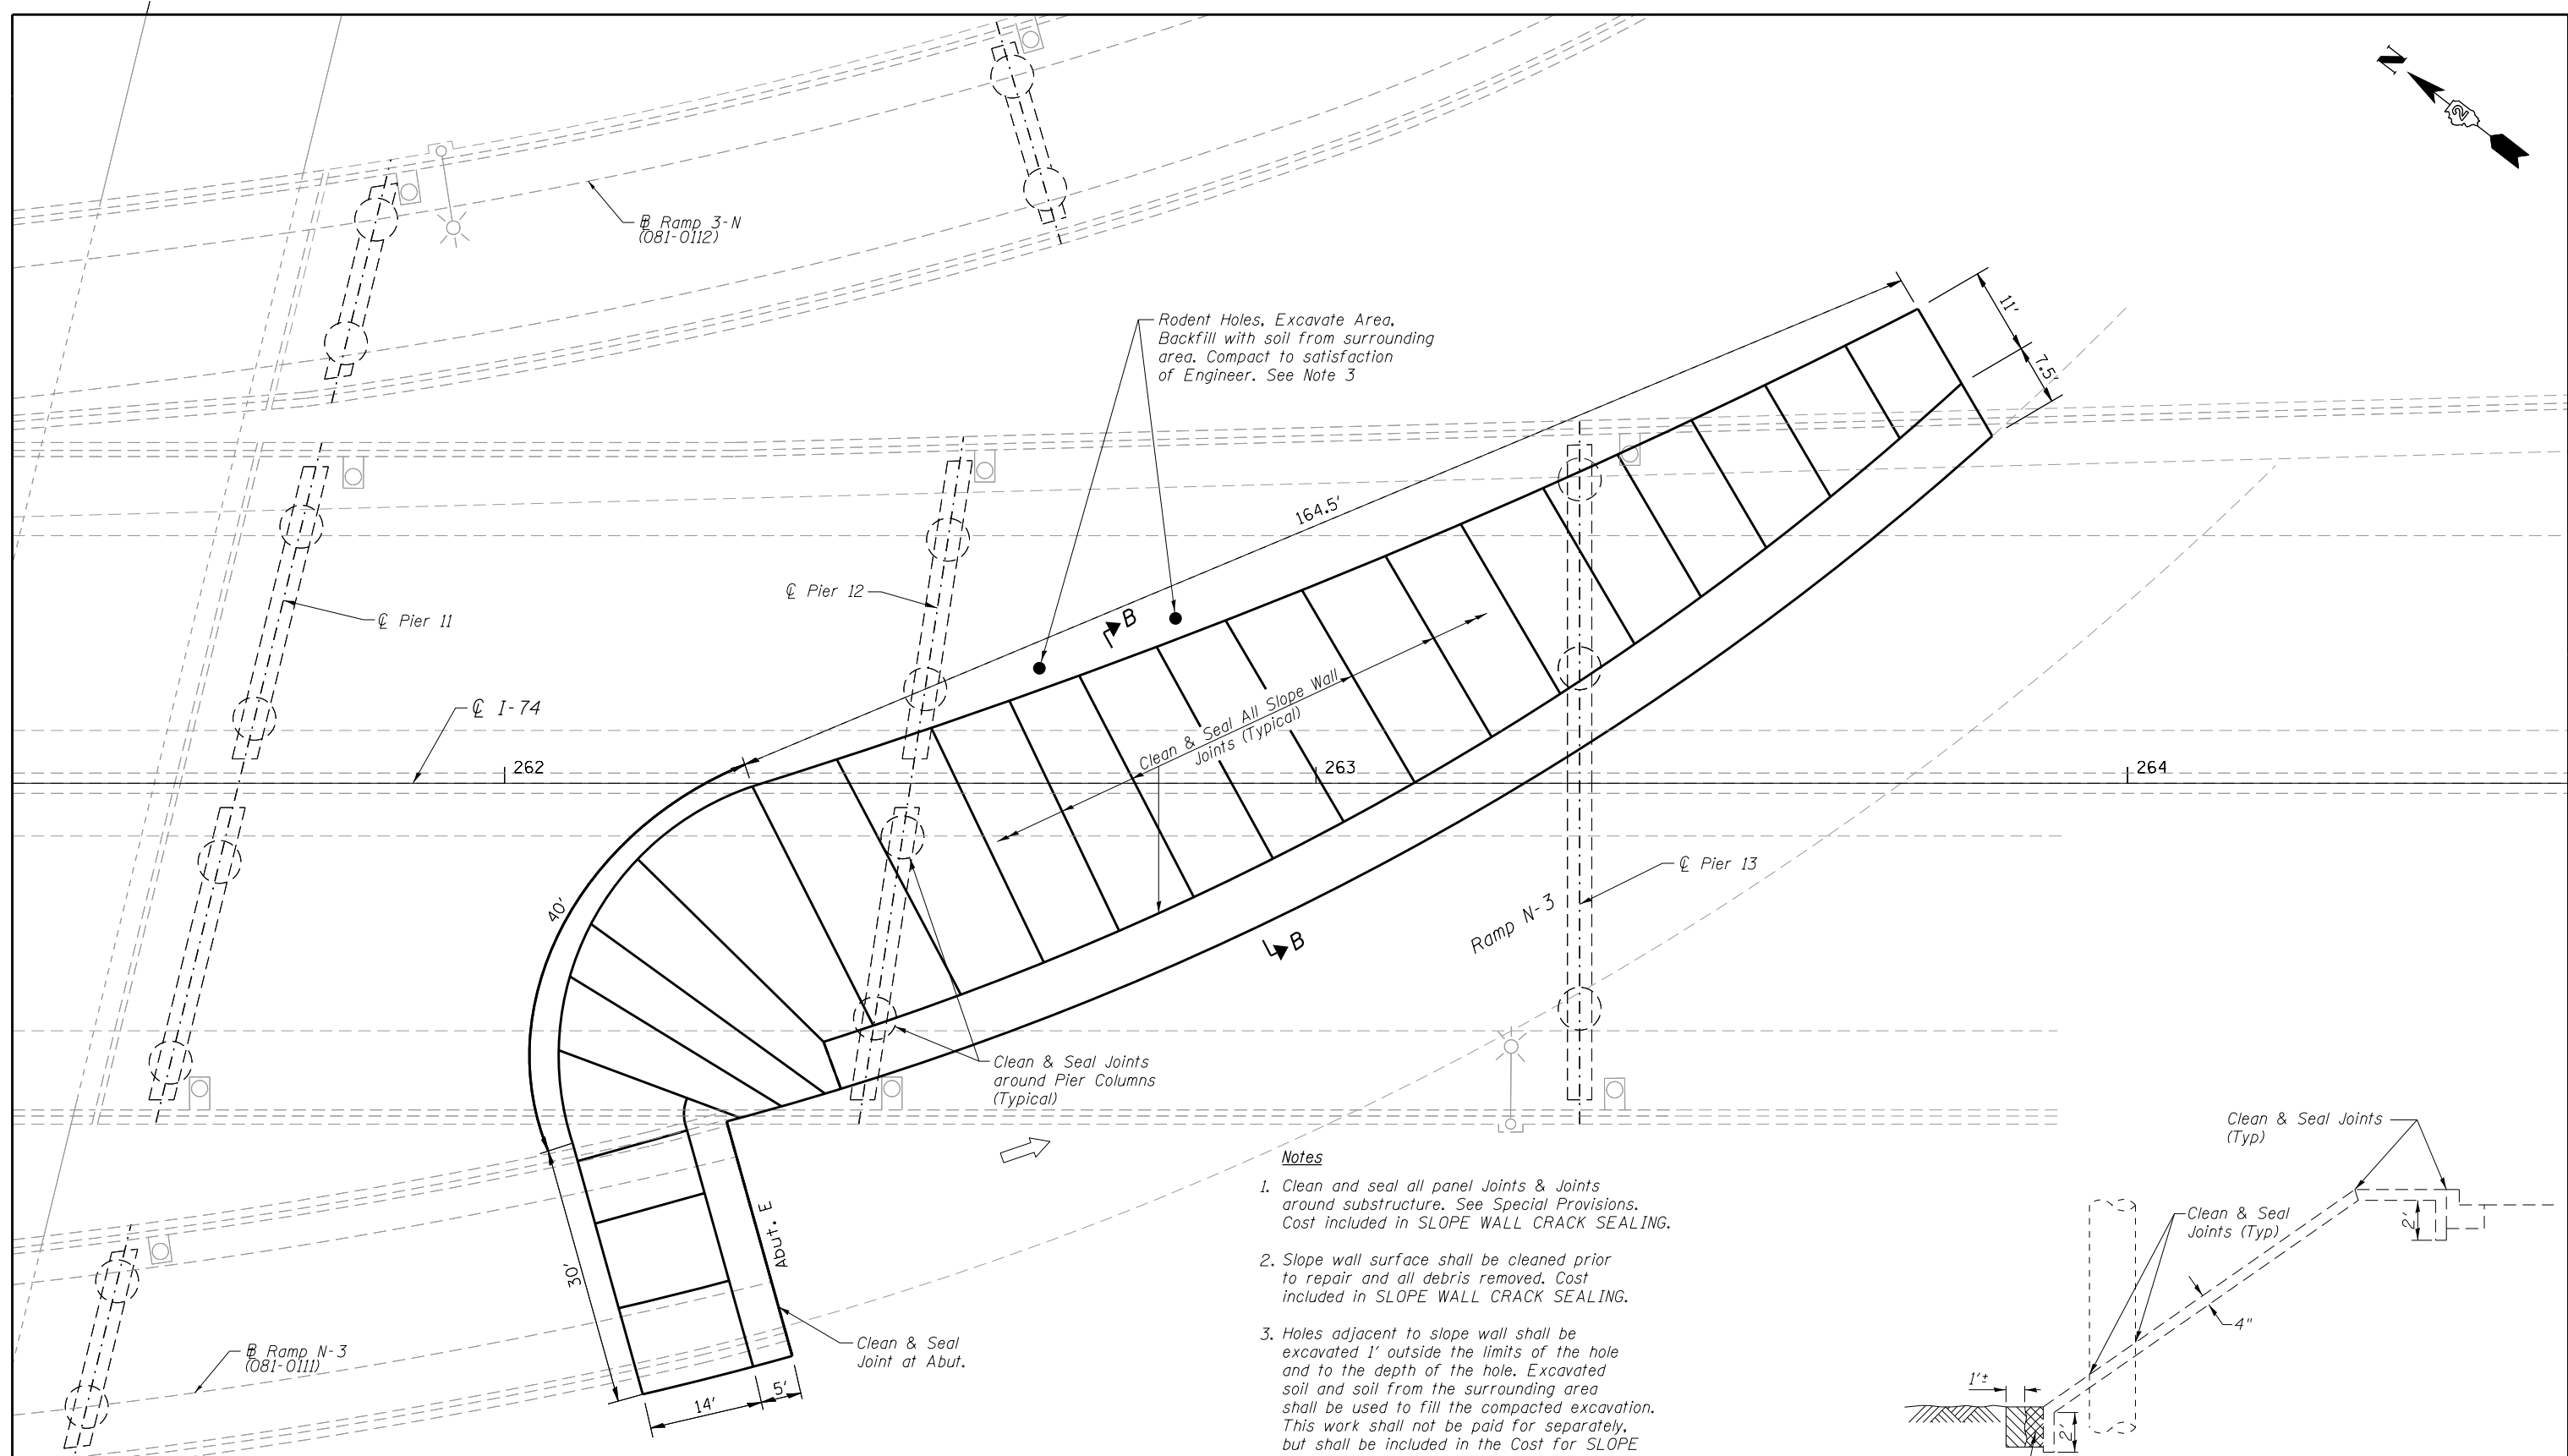 N
2
℄ Ramp 3-N
(081-0112)
Rodent Holes, Excavate Area,
Backfill with soil from surrounding
area. Compact to satisfaction
of Engineer. See Note 3
11'
7.5'
164.5'
℄ Pier 11
℄ Pier 12
B
℄ I-74
262
263
264
Clean & Seal All Slope Wall
Joints (Typical)
40'
℄ Pier 13
Ramp N-3
B
Clean & Seal Joints
around Pier Columns
(Typical)
30'
Abut. E
Clean & Seal
Joint at Abut.
14'
5'
℄ Ramp N-3
(081-0111)
Notes
1. Clean and seal all panel Joints & Joints
around substructure. See Special Provisions.
Cost included in SLOPE WALL CRACK SEALING.
2. Slope wall surface shall be cleaned prior
to repair and all debris removed. Cost
included in SLOPE WALL CRACK SEALING.
3. Holes adjacent to slope wall shall be
excavated 1' outside the limits of the hole
and to the depth of the hole. Excavated
soil and soil from the surrounding area
shall be used to fill the compacted excavation.
This work shall not be paid for separately,
but shall be included in the Cost for SLOPE
Clean & Seal Joints
(Typ)
Clean & Seal
Joints (Typ)
2'
4"
1'±
2'